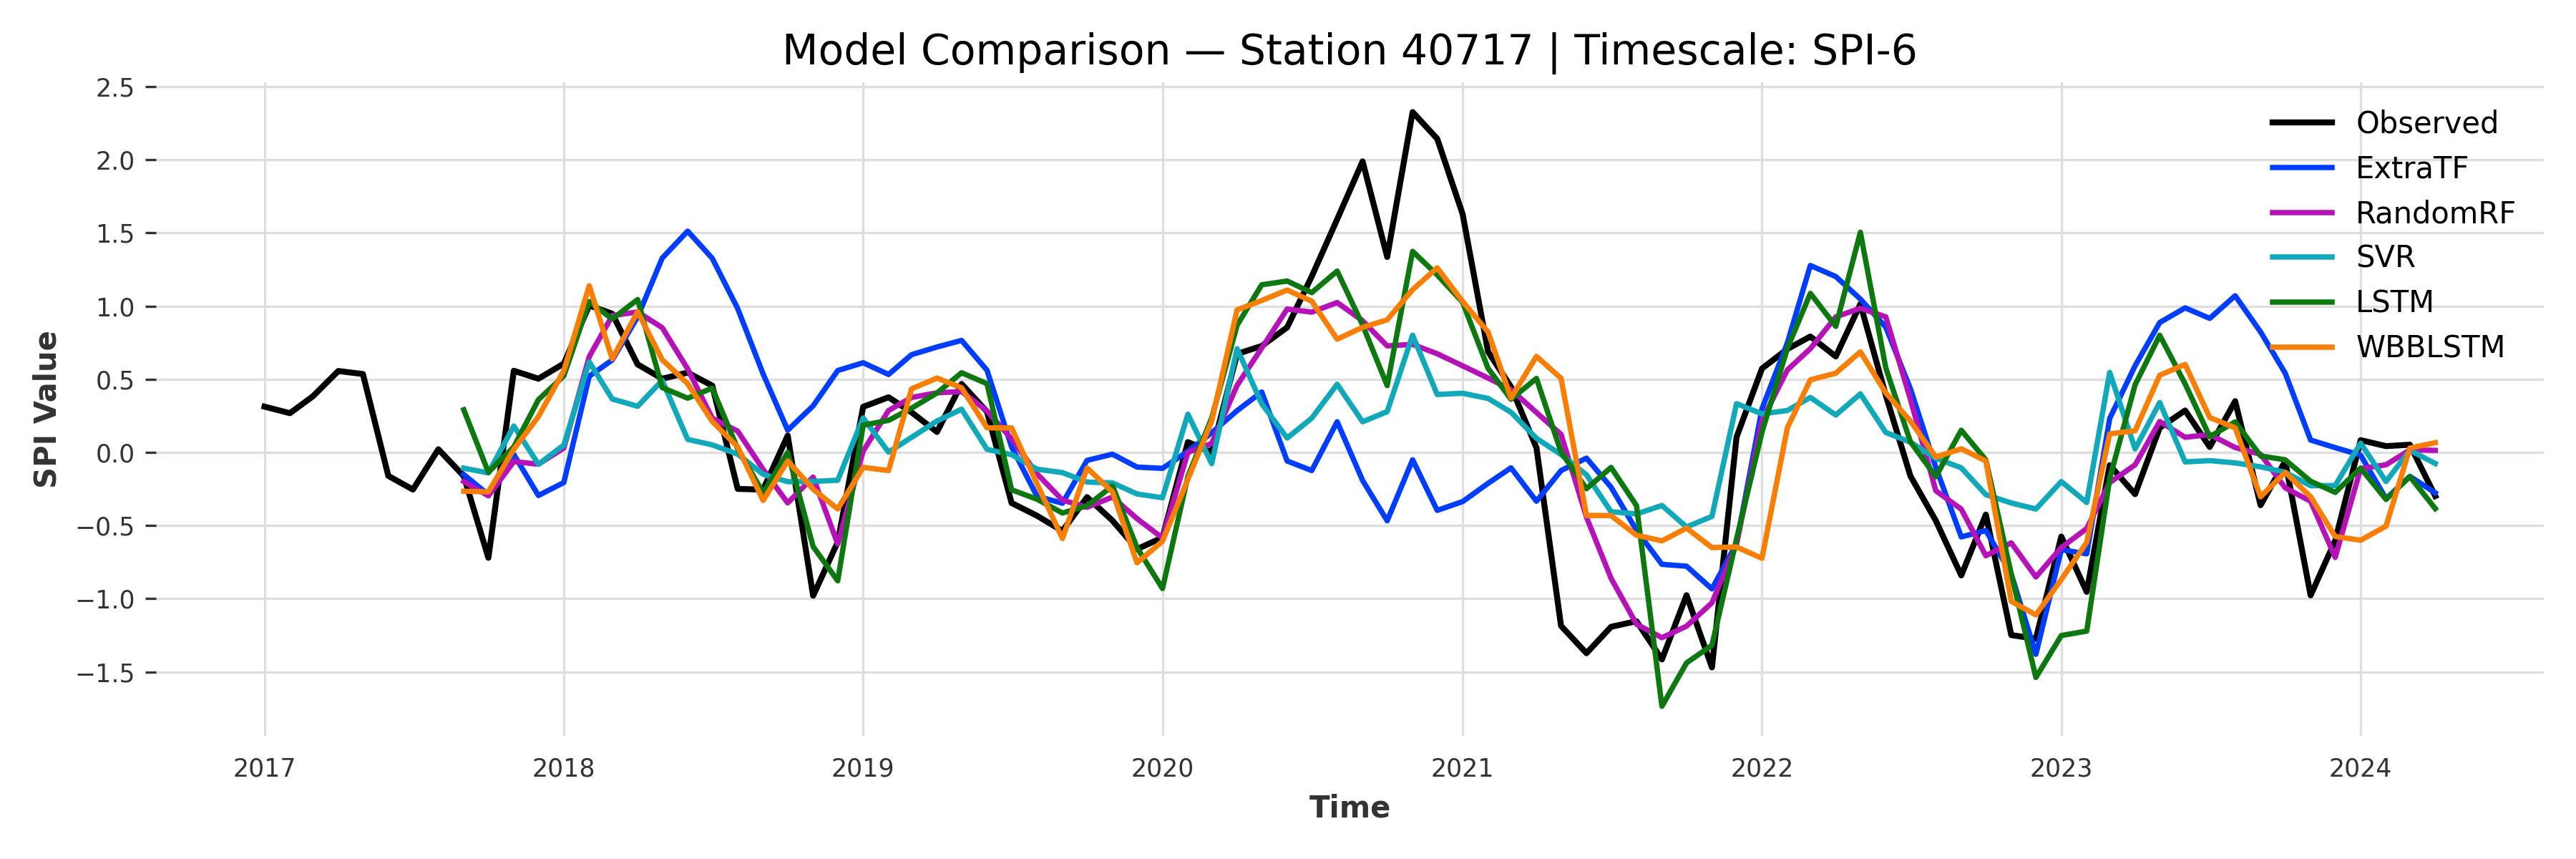 Model Comparison — Station 40717 | Timescale: SPI-6
SPI Value
2.5
2.0
1.5
1.0
0.5
0.0
−0.5
−1.0
−1.5
Observed
ExtraTF
RandomRF
SVR
LSTM
WBBLSTM
2017 2018 2019 2020 2021 2022 2023 2024
Time